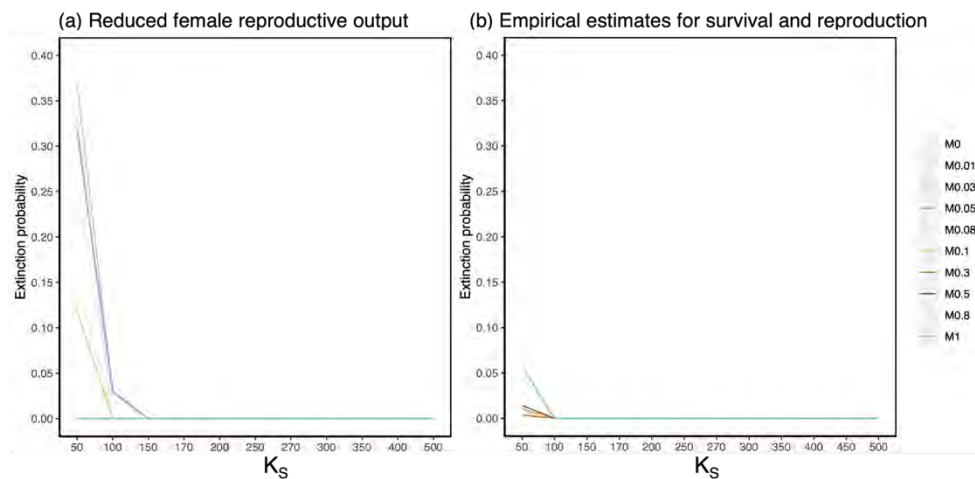 (a) Reduced female reproductive output
(b) Empirical estimates for survival and reproduction
Extinction probability
0.40
0.35
0.30
0.25
0.20
0.15
0.10
0.05
0.00
50 100 150 170 200 250 300 350 400 450 500
K_S
Extinction probability
0.40
0.35
0.30
0.25
0.20
0.15
0.10
0.05
0.00
50 100 150 170 200 250 300 350 400 450 500
K_S
M0
M0.01
M0.03
M0.05
M0.08
M0.1
M0.3
M0.5
M0.8
M1